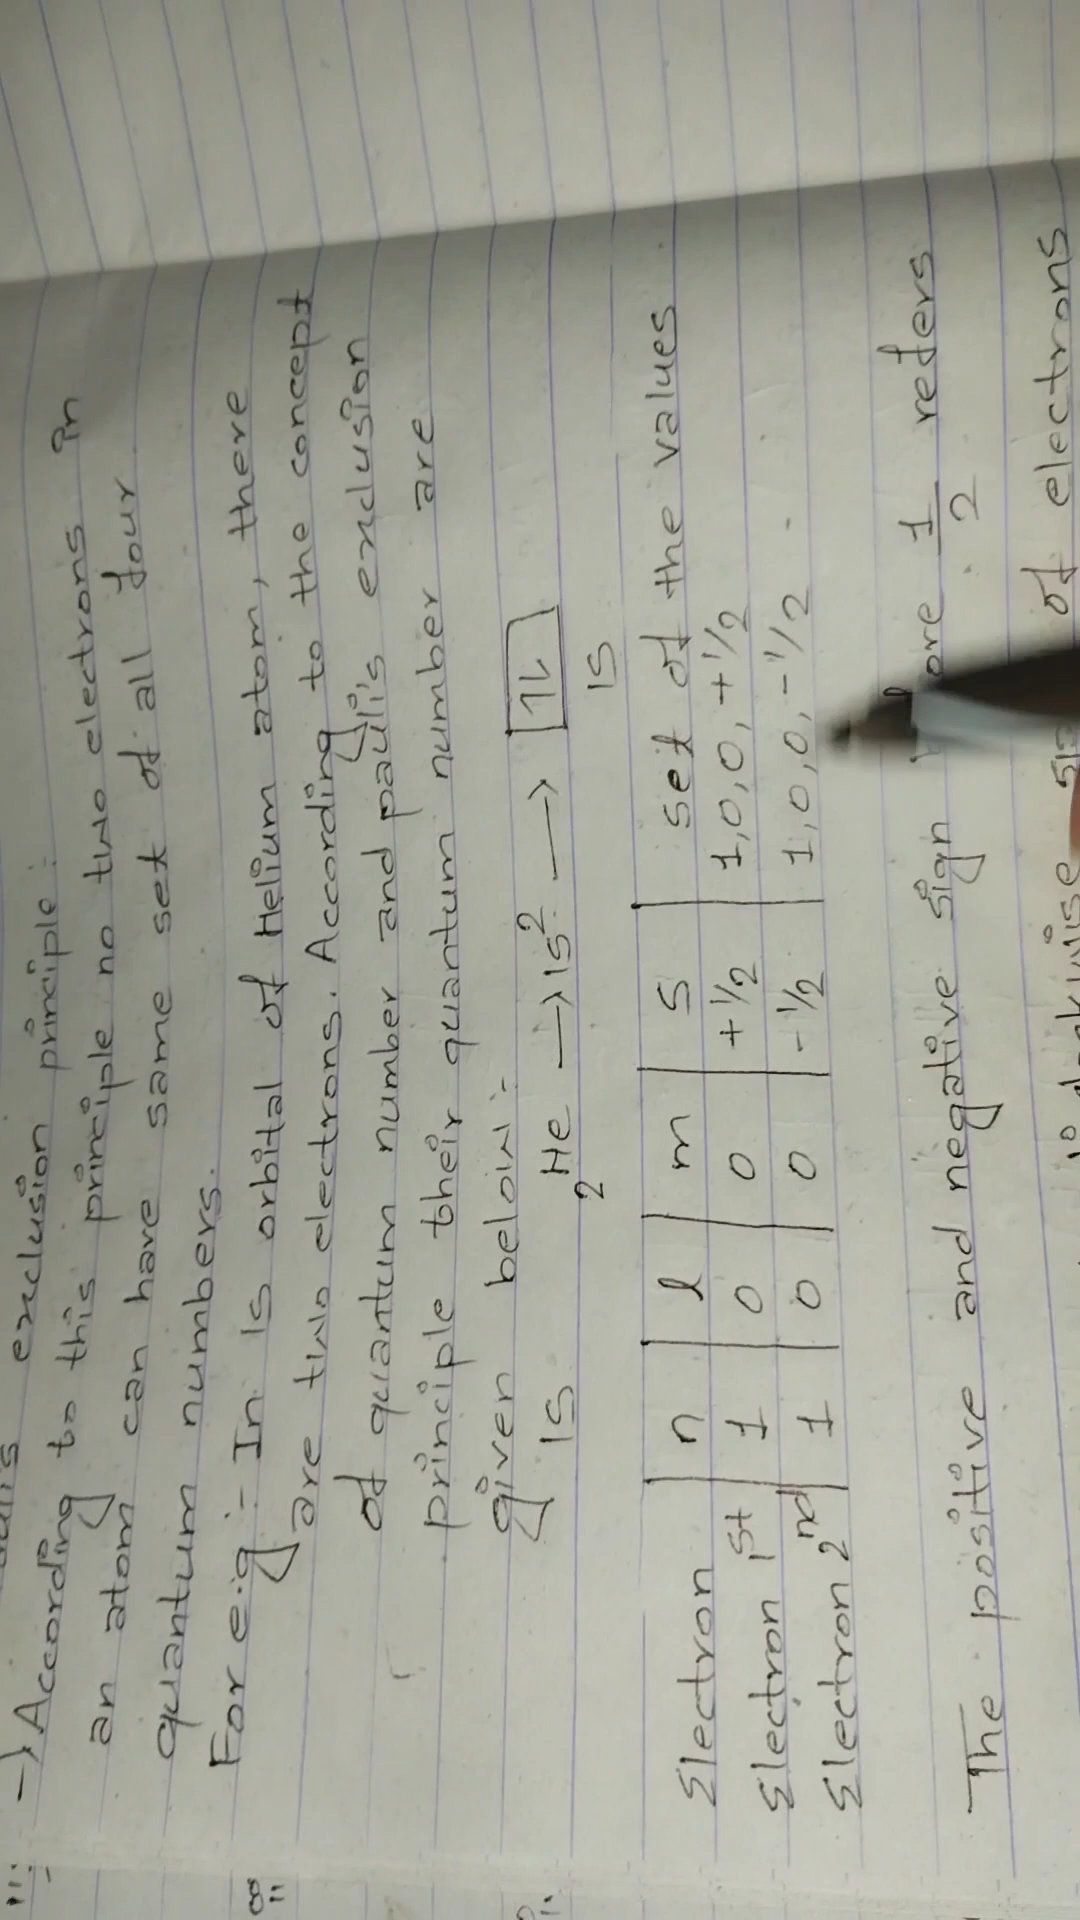 exclusion principle :
→ According to this principle no two electrons in
an atom can have same set of all four
quantum numbers.
For e.g :- In 1s orbital of Helium atom, there
are two electrons. According to the concept
of quantum number and pauli's exclusion
principle their quantum number are
given below:-
1s ₂He → 1s² → 1L
1s
Electron | n | l | m | s | set of the values
Electron 1st | 1 | 0 | 0 | +1/2 | 1,0,0,+1/2
Electron 2nd | 1 | 0 | 0 | -1/2 | 1,0,0,-1/2
The positive and negative sign 1/2 refers
of electrons